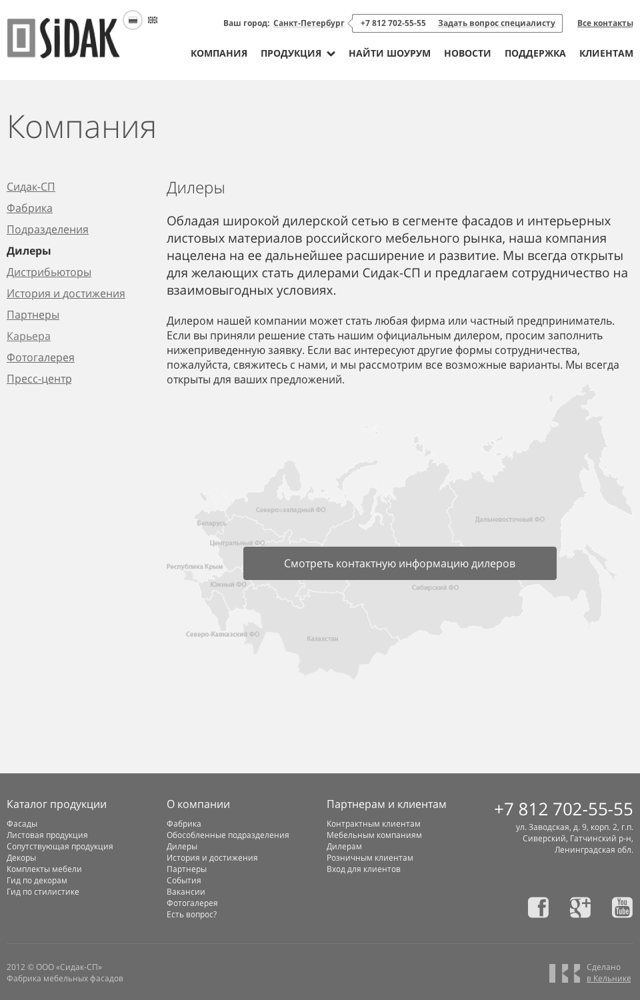 SiDAK
Ваш город: Санкт-Петербург
+7 812 702-55-55 Задать вопрос специалисту
Все контакты
КОМПАНИЯ ПРОДУКЦИЯ НАЙТИ ШОУРУМ НОВОСТИ ПОДДЕРЖКА КЛИЕНТАМ
Компания
Сидак-СП
Фабрика
Подразделения
Дилеры
Дистрибьюторы
История и достижения
Партнеры
Карьера
Фотогалерея
Пресс-центр
Дилеры
Обладая широкой дилерской сетью в сегменте фасадов и интерьерных
листовых материалов российского мебельного рынка, наша компания
нацелена на ее дальнейшее расширение и развитие. Мы всегда открыты
для желающих стать дилерами Сидак-СП и предлагаем сотрудничество на
взаимовыгодных условиях.
Дилером нашей компании может стать любая фирма или частный предприниматель.
Если вы приняли решение стать нашим официальным дилером, просим заполнить
нижеприведенную заявку. Если вас интересуют другие формы сотрудничества,
пожалуйста, свяжитесь с нами, и мы рассмотрим все возможные варианты. Мы всегда
открыты для ваших предложений.
Северо=западный ФО
Дальневосточный ФО
Беларусь
Центральный ФО
Смотреть контактную информацию дилеров
Республика Крым
Южный ФО
Сибирский ФО
Северо-Кавказский ФО
Казахстан
Каталог продукции
Фасады
Листовая продукция
Сопутствующая продукция
Декоры
Комплекты мебели
Гид по декорам
Гид по стилистике
О компании
Фабрика
Обособленные подразделения
Дилеры
История и достижения
Партнеры
События
Вакансии
Фотогалерея
Есть вопрос?
Партнерам и клиентам
Контрактным клиентам
Мебельным компаниям
Дилерам
Розничным клиентам
Вход для клиентов
+7 812 702-55-55
ул. Заводская, д. 9, корп. 2, г.п.
Сиверский, Гатчинский р-н,
Ленинградская обл.
You
Tube
2012 © ООО «Сидак-СП»
Фабрика мебельных фасадов
Сделано
в Кельнике